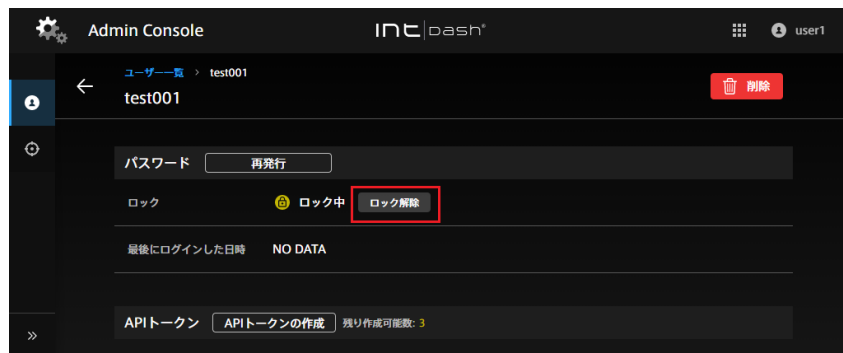 Admin Console
intdash
user1
ユーザー一覧 > test001
test001
削除
パスワード 再発行
ロック ロック中 ロック解除
最後にログインした日時 NO DATA
APIトークン APIトークンの作成 残り作成可能数: 3